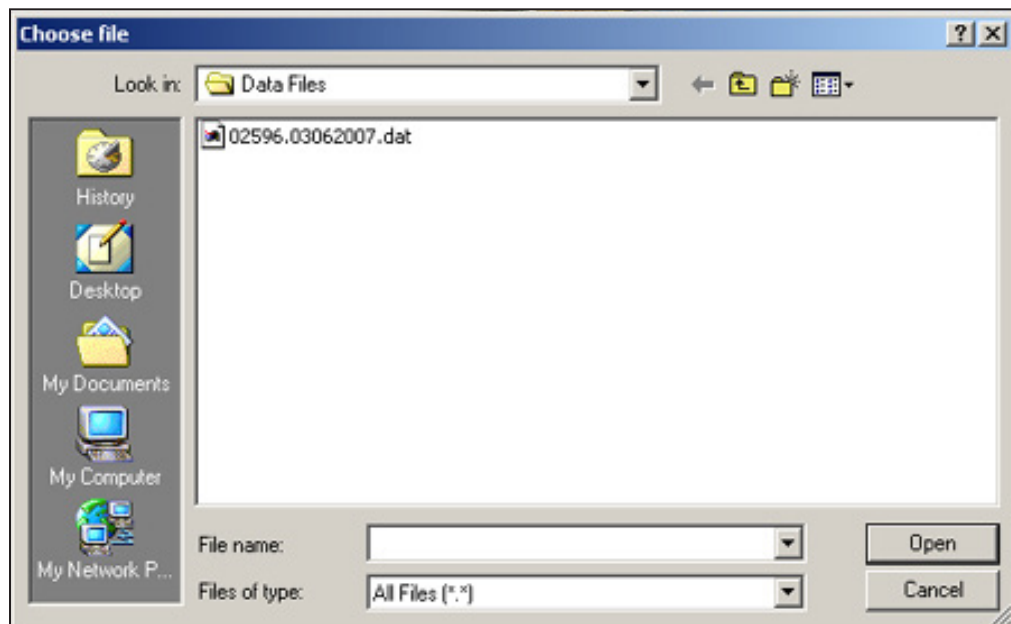 Choose file
Look in: Data Files
02596.03062007.dat
History
Desktop
My Documents
My Computer
My Network P...
File name:
Open
Files of type: All Files (*.*)
Cancel